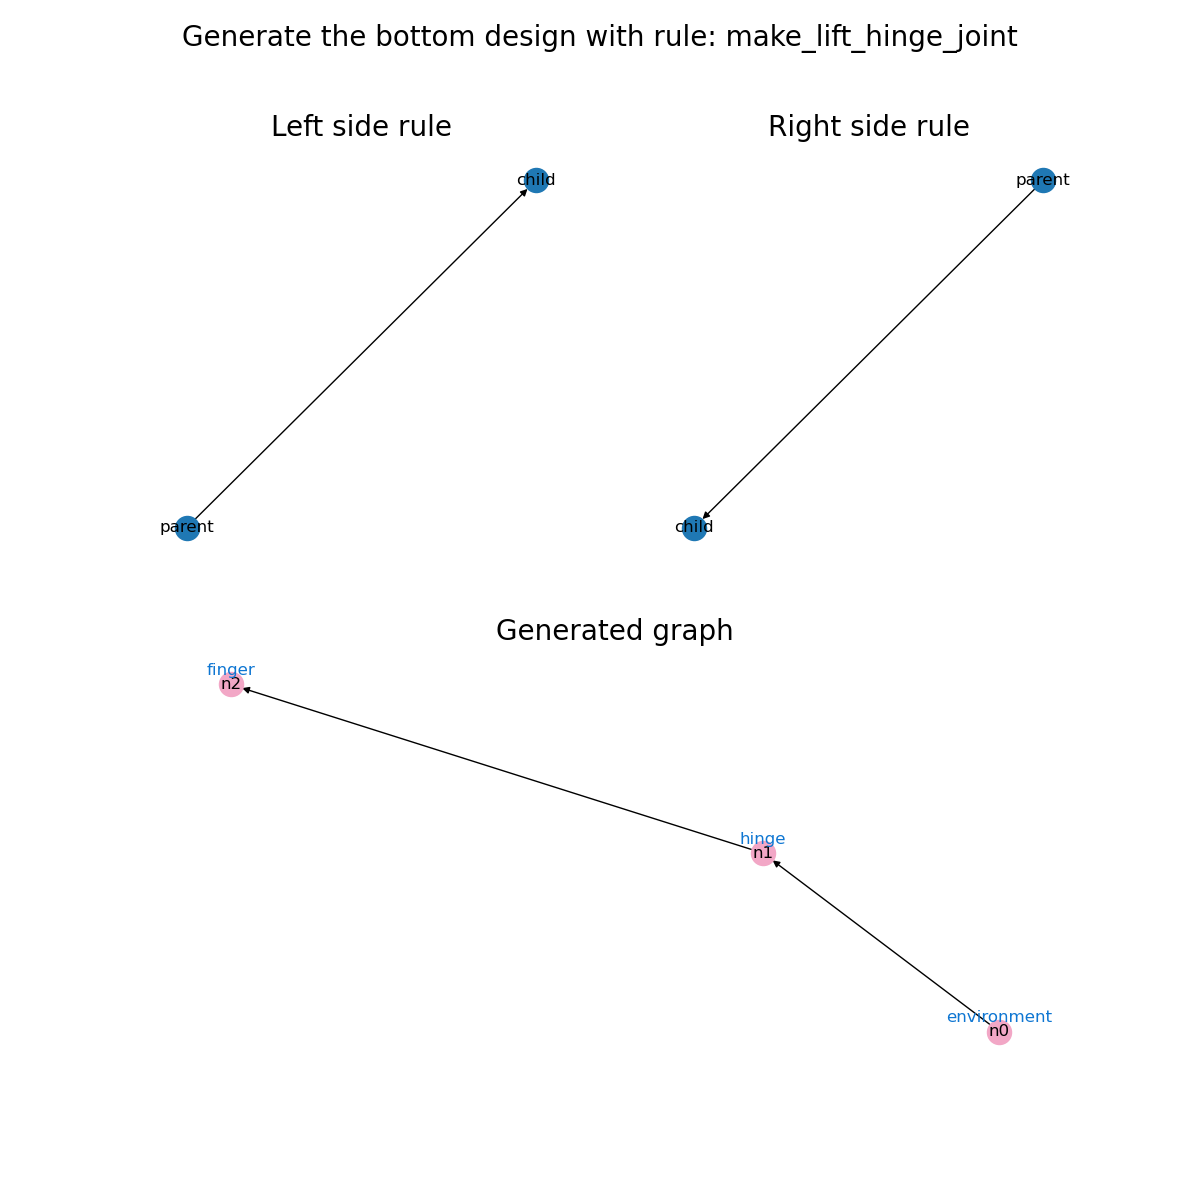 Generate the bottom design with rule: make_lift_hinge_joint
Left side rule
Right side rule
child
parent
parent
child
Generated graph
finger
n2
hinge
n1
environment
n0